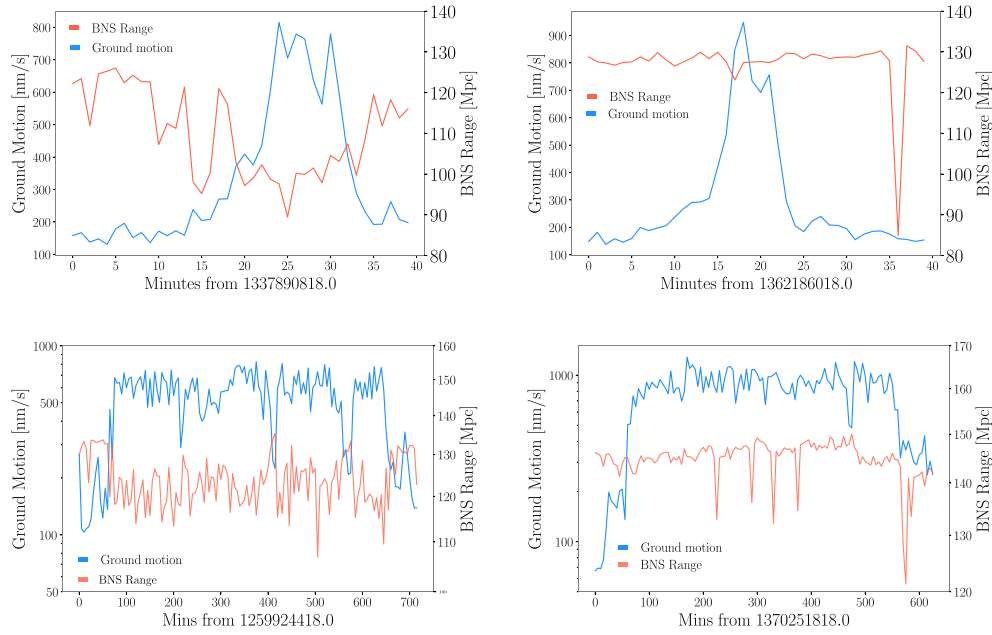 BNS Range
Ground motion
800
700
600
500
400
300
200
100
140
130
120
110
100
90
80
0 5 10 15 20 25 30 35 40
Ground Motion [nm/s]
BNS Range [Mpc]
Minutes from 1337890818.0
BNS Range
Ground motion
900
800
700
600
500
400
300
200
100
140
130
120
110
100
90
80
0 5 10 15 20 25 30 35 40
Ground Motion [nm/s]
BNS Range [Mpc]
Minutes from 1362186018.0
1000
500
100
50
160
150
140
130
120
110
100
Ground motion
BNS Range
0 100 200 300 400 500 600 700
Ground Motion [nm/s]
BNS Range [Mpc]
Mins from 1259924418.0
1000
100
170
160
150
140
130
120
Ground motion
BNS Range
0 100 200 300 400 500 600
Ground Motion [nm/s]
BNS Range [Mpc]
Mins from 1370251818.0